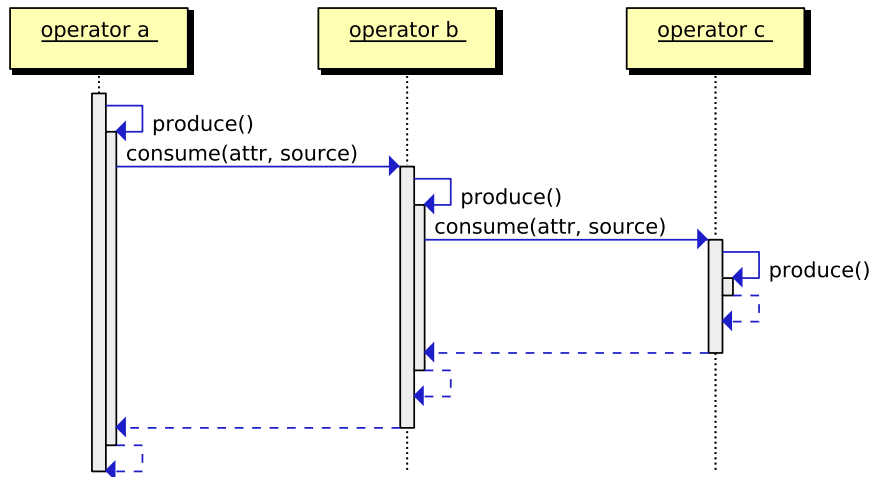 operator a
operator b
operator c
produce()
consume(attr, source)
produce()
consume(attr, source)
produce()